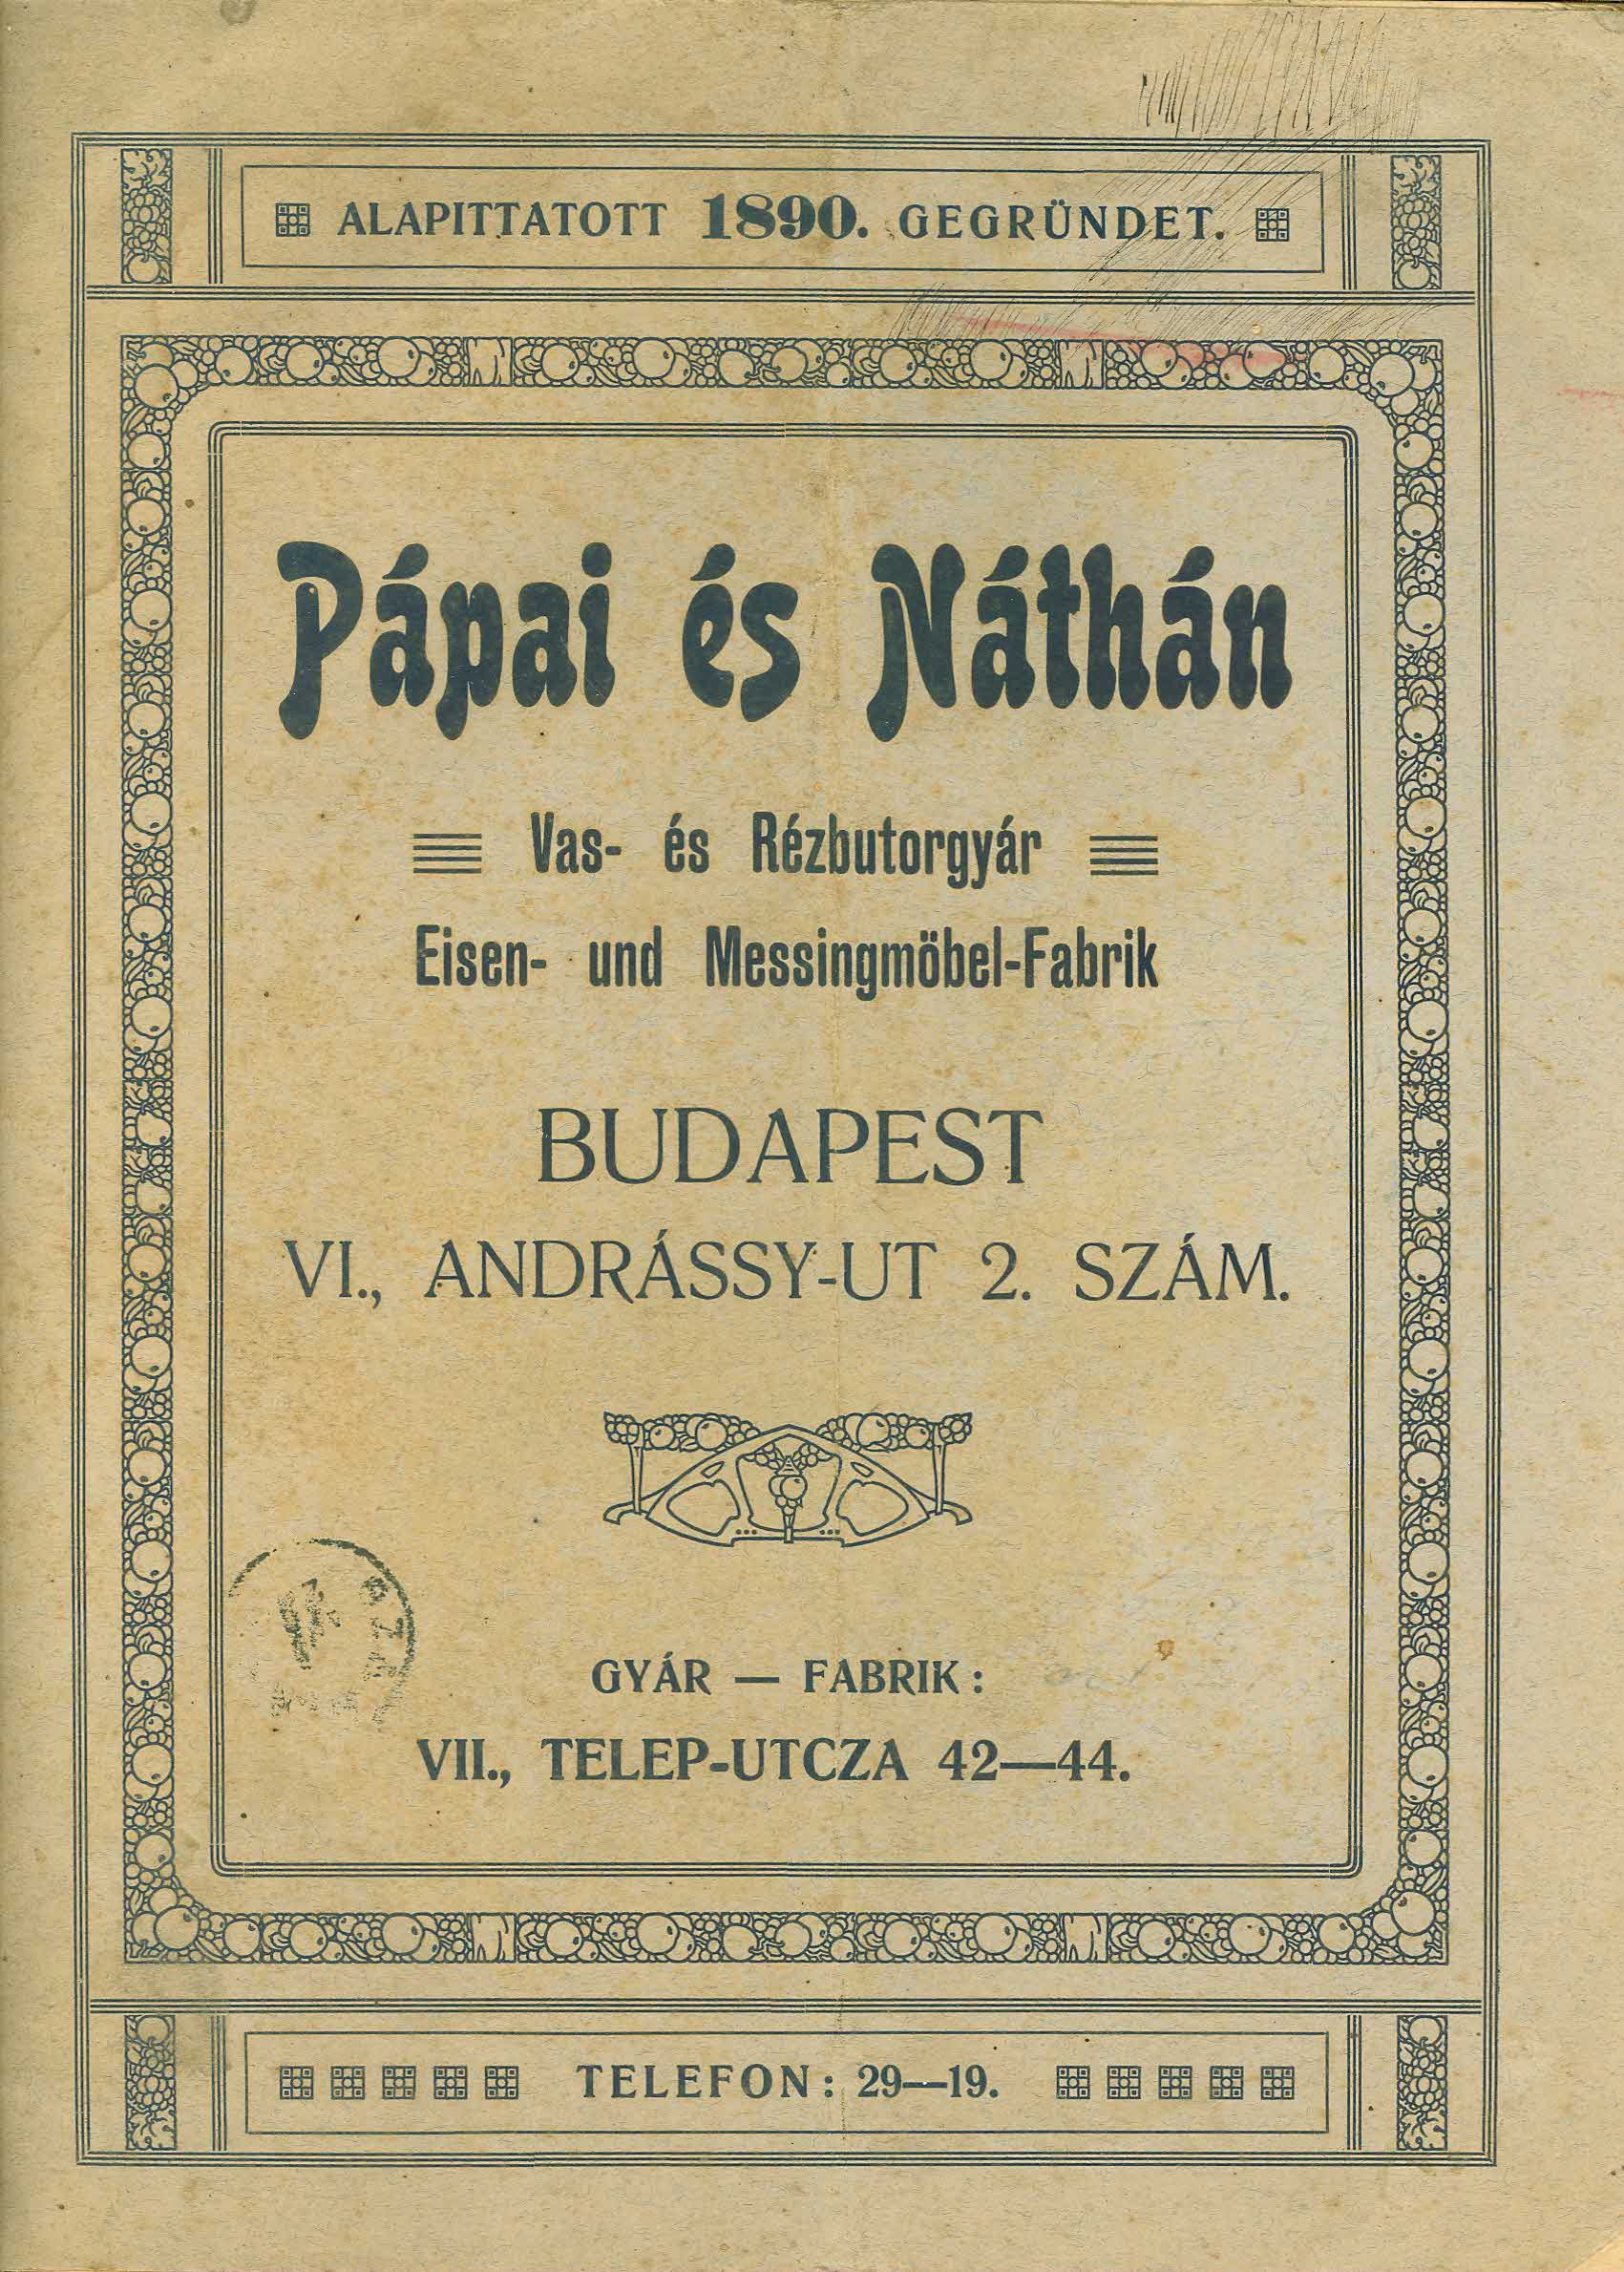 ALAPITTATOTT 1890. GEGRÜNDET.
Pápai és Náthán
Vas- és Rézbutorgyár
Eisen- und Messingmöbel-Fabrik
BUDAPEST
VI., ANDRÁSSY-UT 2. SZÁM.
GYÁR — FABRIK:
VII., TELEP-UTCZA 42—44.
TELEFON: 29—19.